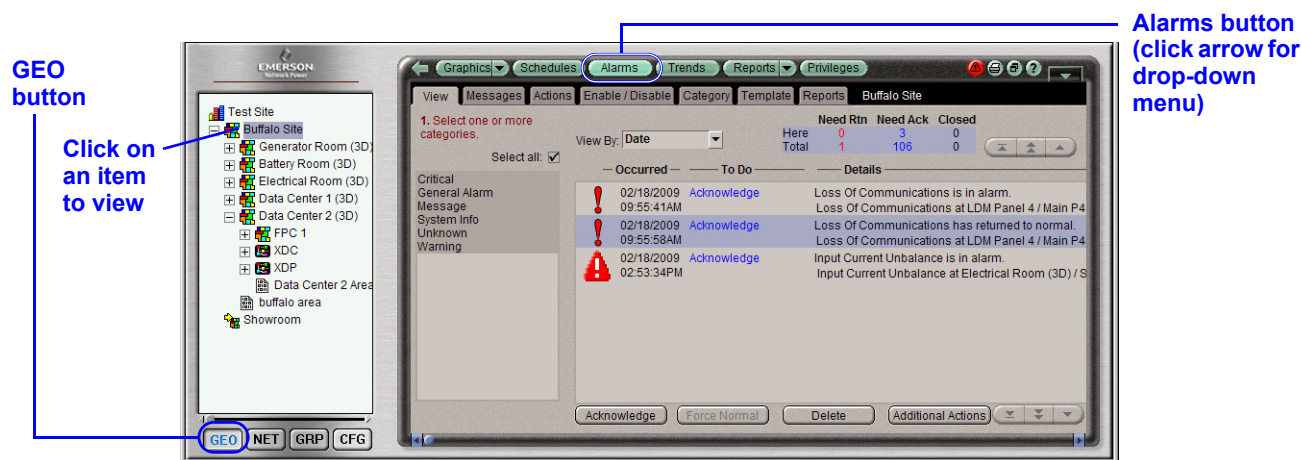 Alarms button
(click arrow for
drop-down
menu)
GEO
button
Click on
an item
to view
EMERSON
Network Power
Test Site
Buffalo Site
Generator Room (3D)
Battery Room (3D)
Electrical Room (3D)
Data Center 1 (3D)
Data Center 2 (3D)
FPC 1
XDC
XDP
Data Center 2 Area
buffalo area
Showroom
GEO NET GRP CFG
Graphics Schedules Alarms Trends Reports Privileges ?
View Messages Actions Enable / Disable Category Template Reports Buffalo Site
1. Select one or more
categories.
Select all:
Critical
General Alarm
Message
System Info
Unknown
Warning
View By: Date
Need Rtn Need Ack Closed
Here 0 3 0
Total 1 106 0
Occurred To Do Details
02/18/2009 Acknowledge Loss Of Communications is in alarm.
09:55:41AM Loss Of Communications at LDM Panel 4 / Main P4
02/18/2009 Acknowledge Loss Of Communications has returned to normal.
09:55:58AM Loss Of Communications at LDM Panel 4 / Main P4
02/18/2009 Acknowledge Input Current Unbalance is in alarm.
02:53:34PM Input Current Unbalance at Electrical Room (3D) / S
Acknowledge Force Normal Delete Additional Actions